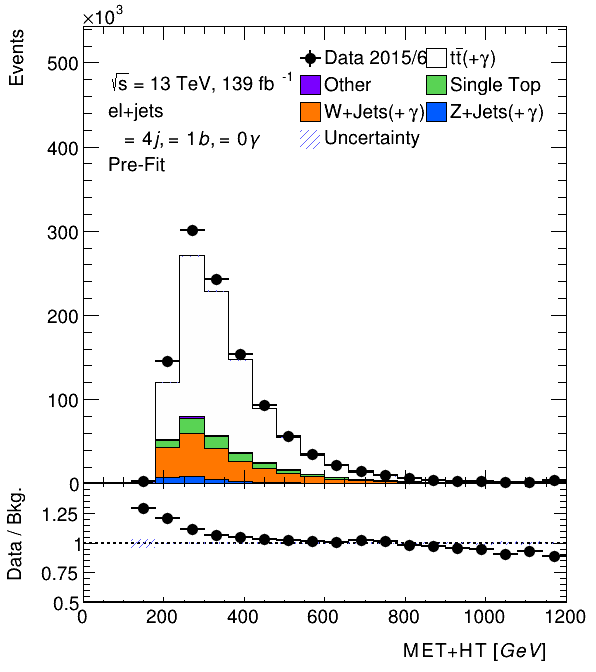 ×10³
Events
500
400
300
200
100
0
√s = 13 TeV, 139 fb⁻¹
el+jets
= 4j, = 1b, = 0γ
Pre-Fit
Data 2015/6
tt̄(+γ)
Other
Single Top
W+Jets(+γ)
Z+Jets(+γ)
Uncertainty
Data / Bkg.
1.25
1
0.75
0.5
0 200 400 600 800 1000 1200
MET+HT [GeV]